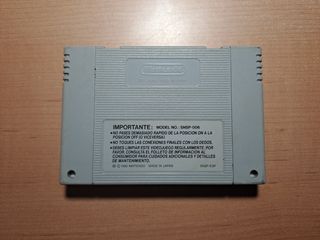 Nintendo
IMPORTANTE: MODEL NO.: SNSP-006
•NO PASES DEMASIADO RAPIDO DE LA POSICION ON A LA
POSICION OFF (O VICEVERSA).
•NO TOQUES LAS CONEXIONES FINALES CON LOS DEDOS.
•DEBES LIMPIAR ESTE VIDEOJUEGO REGULARMENTE, POR
FAVOR, CONSULTA EL FOLLETO DE INFORMACION AL
CONSUMIDOR PARA CUIDADOS ADICIONALES Y DETALLES
DE MANTENIMIENTO.
NINTENDO MADE IN JAPAN